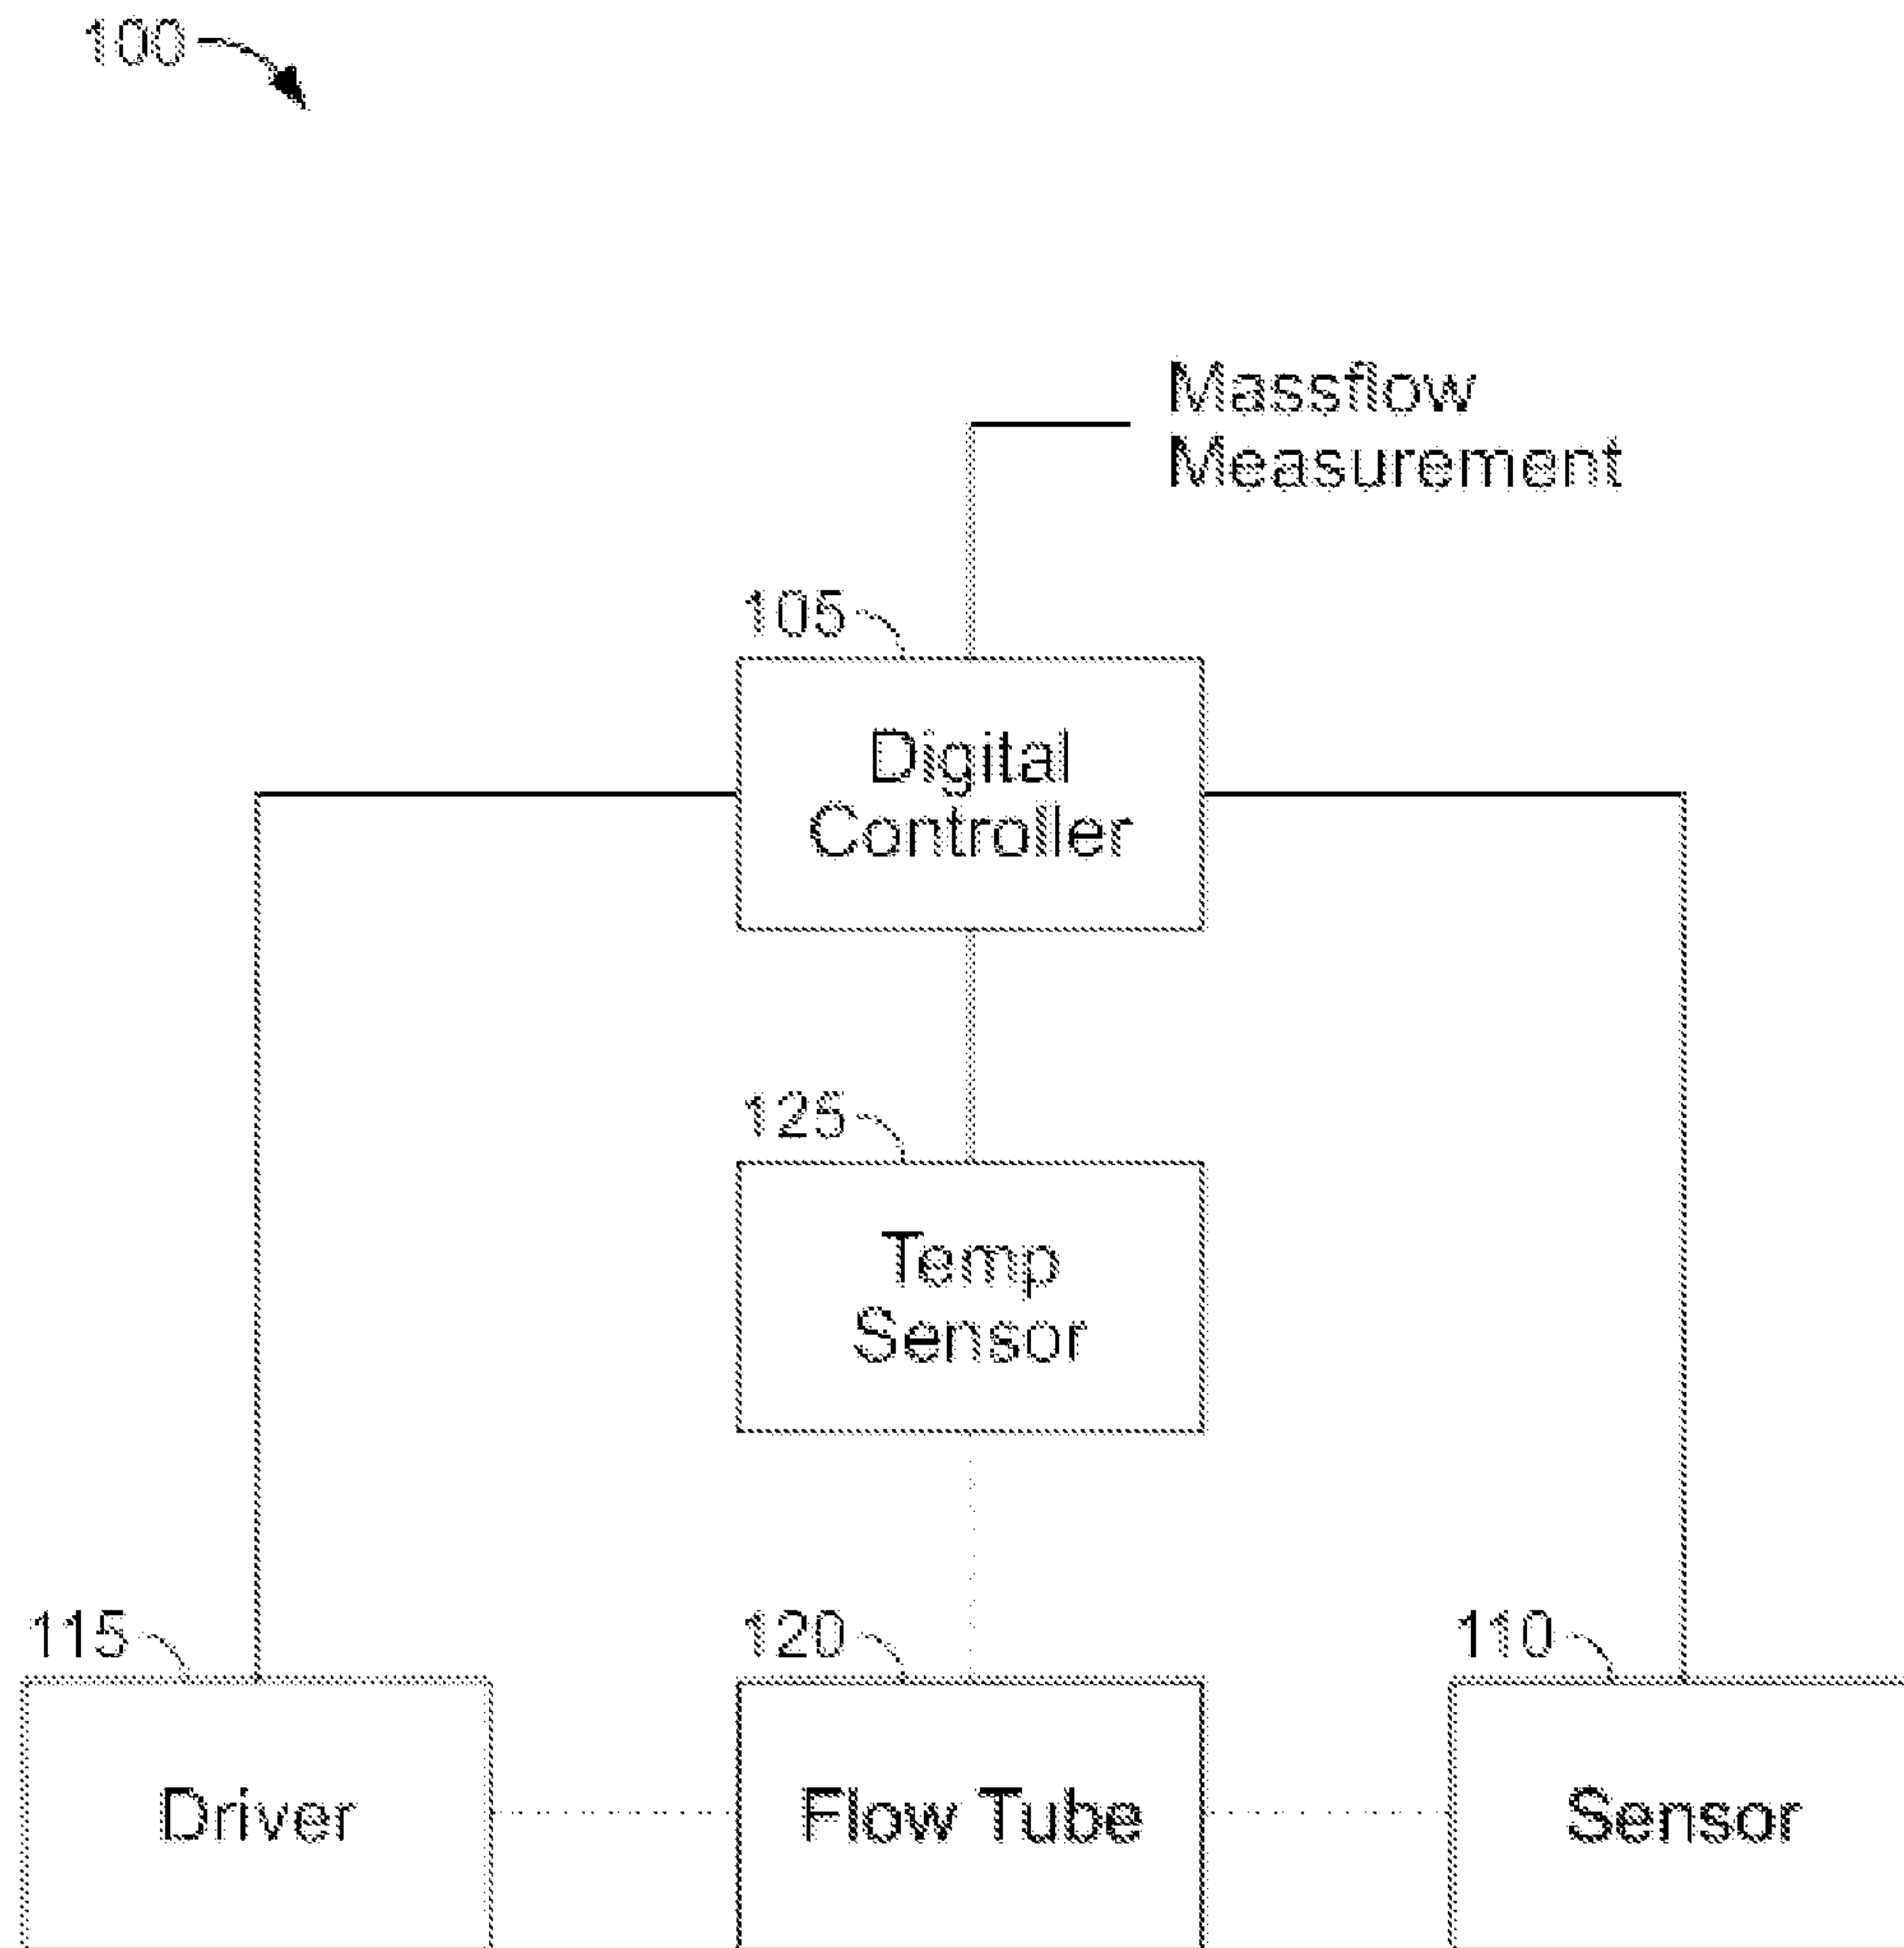 100
Massflow
Measurement
105
Digital
Controller
125
Temp
Sensor
115
120
110
Driver
Flow Tube
Sensor